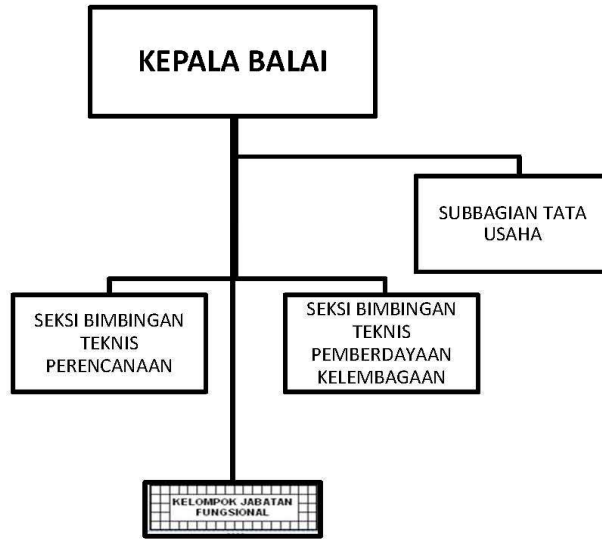 KEPALA BALAI
SUBBAGIAN TATA
USAHA
SEKSI BIMBINGAN
TEKNIS
PERENCANAAN
SEKSI BIMBINGAN
TEKNIS
PEMBERDAYAAN
KELEMBAGAAN
KELOMPOK JABATAN
FUNGSIONAL